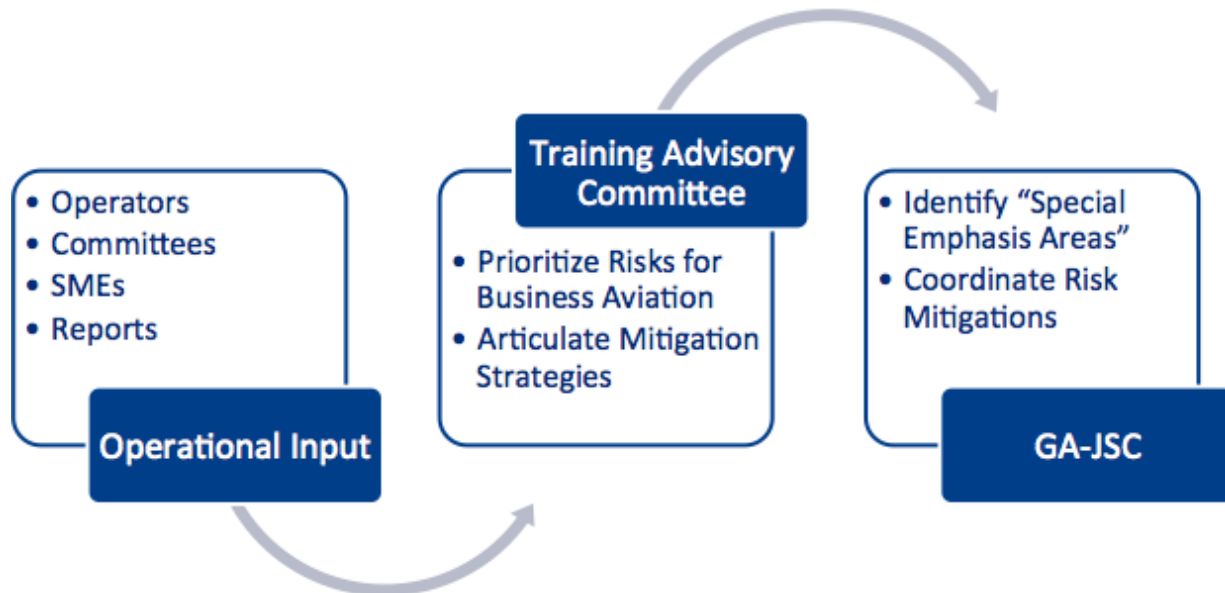 • Operators
• Committees
• SMEs
• Reports
Operational Input
Training Advisory
Committee
• Prioritize Risks for
Business Aviation
• Articulate Mitigation
Strategies
• Identify “Special
Emphasis Areas”
• Coordinate Risk
Mitigations
GA-JSC